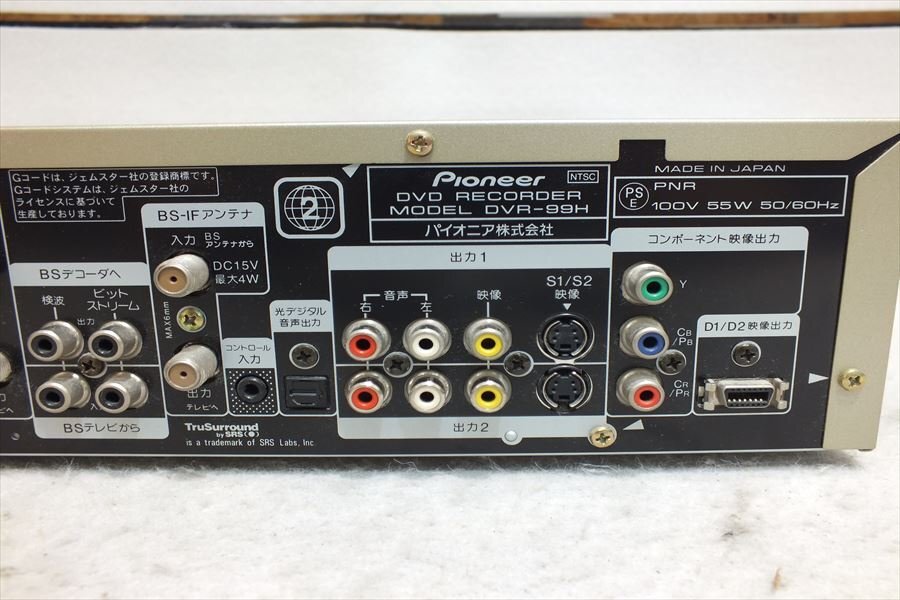 Gコードは、ジェムスター社の登録商標です。
Gコードシステムは、ジェムスター社の
ライセンスに基づいて
生産しております。
2
Pioneer
NTSC
DVD RECORDER
MODEL DVR-99H
パイオニア株式会社
MADE IN JAPAN
PS
E
PNR
100V 55W 50/60Hz
BS-IFアンテナ
入力
BS
アンテナから
DC15V
最大4W
MAX6mm
出力
テレビへ
BSデコーダへ
検波
ビット
ストリーム
出力
BSテレビから
コントロール
入力
光デジタル
音声出力
TruSurround
by SRS(●)
is a trademark of SRS Labs, Inc
出力1
音声
右
左
映像
S1/S2
映像
出力2
コンポーネント映像出力
Y
CB
/PB
CR
/PR
D1/D2映像出力